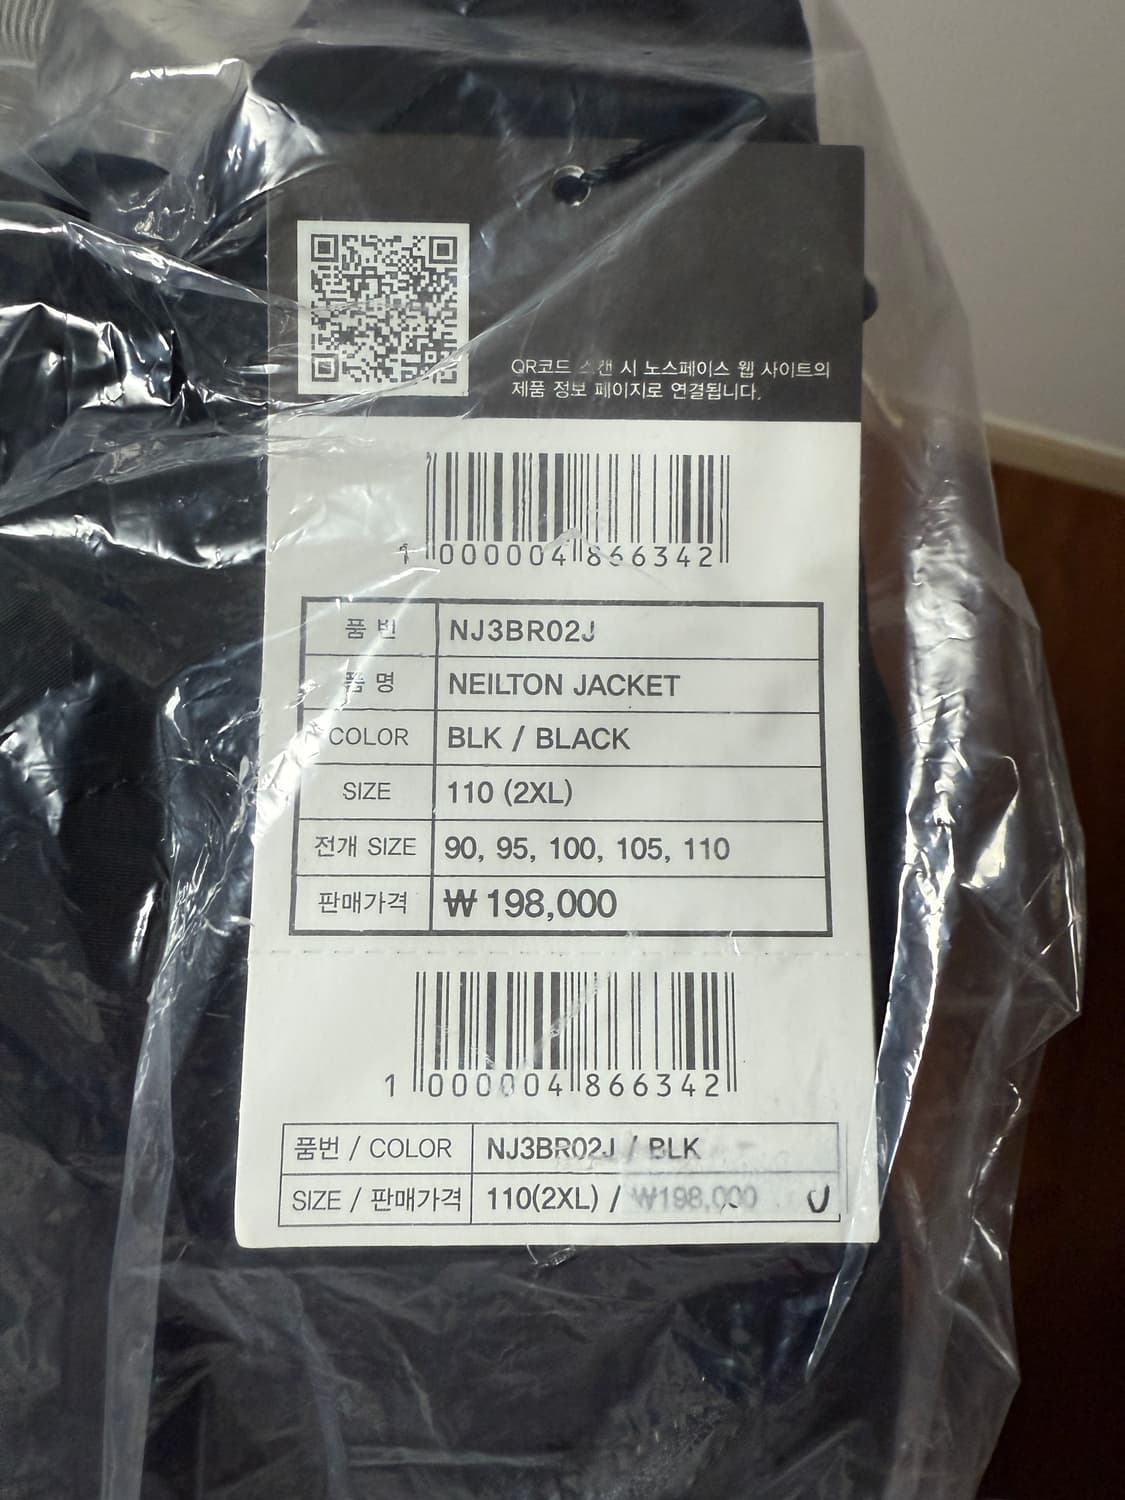 QR코드 스캔 시 노스페이스 웹 사이트의
제품 정보 페이지로 연결됩니다.
1 000004 866342
품 번 NJ3BR02J
품 명 NEILTON JACKET
COLOR BLK / BLACK
SIZE 110 (2XL)
전개 SIZE 90, 95, 100, 105, 110
판매가격 ₩ 198,000
1 000004 866342
품번 / COLOR NJ3BR02J / BLK
SIZE / 판매가격 110(2XL) / ₩198,000 J